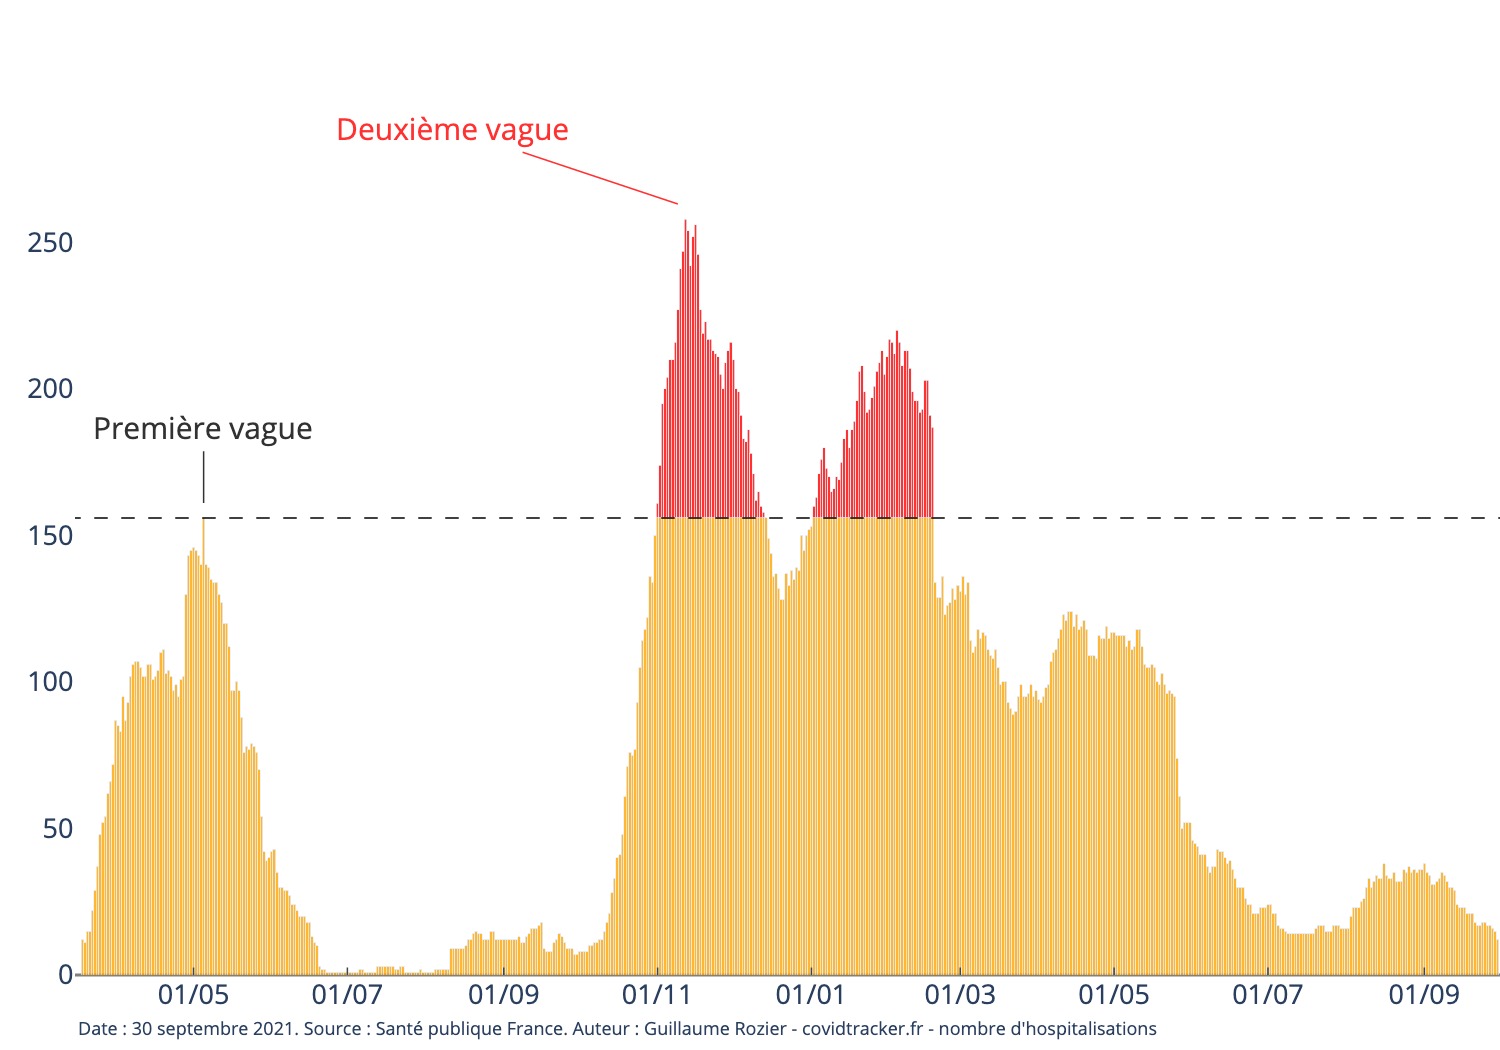 Deuxième vague
250
200
Première vague
150
100
50
0
01/05 01/07 01/09 01/11 01/01 01/03 01/05 01/07 01/09
Date : 30 septembre 2021. Source : Santé publique France. Auteur : Guillaume Rozier - covidtracker.fr - nombre d'hospitalisations